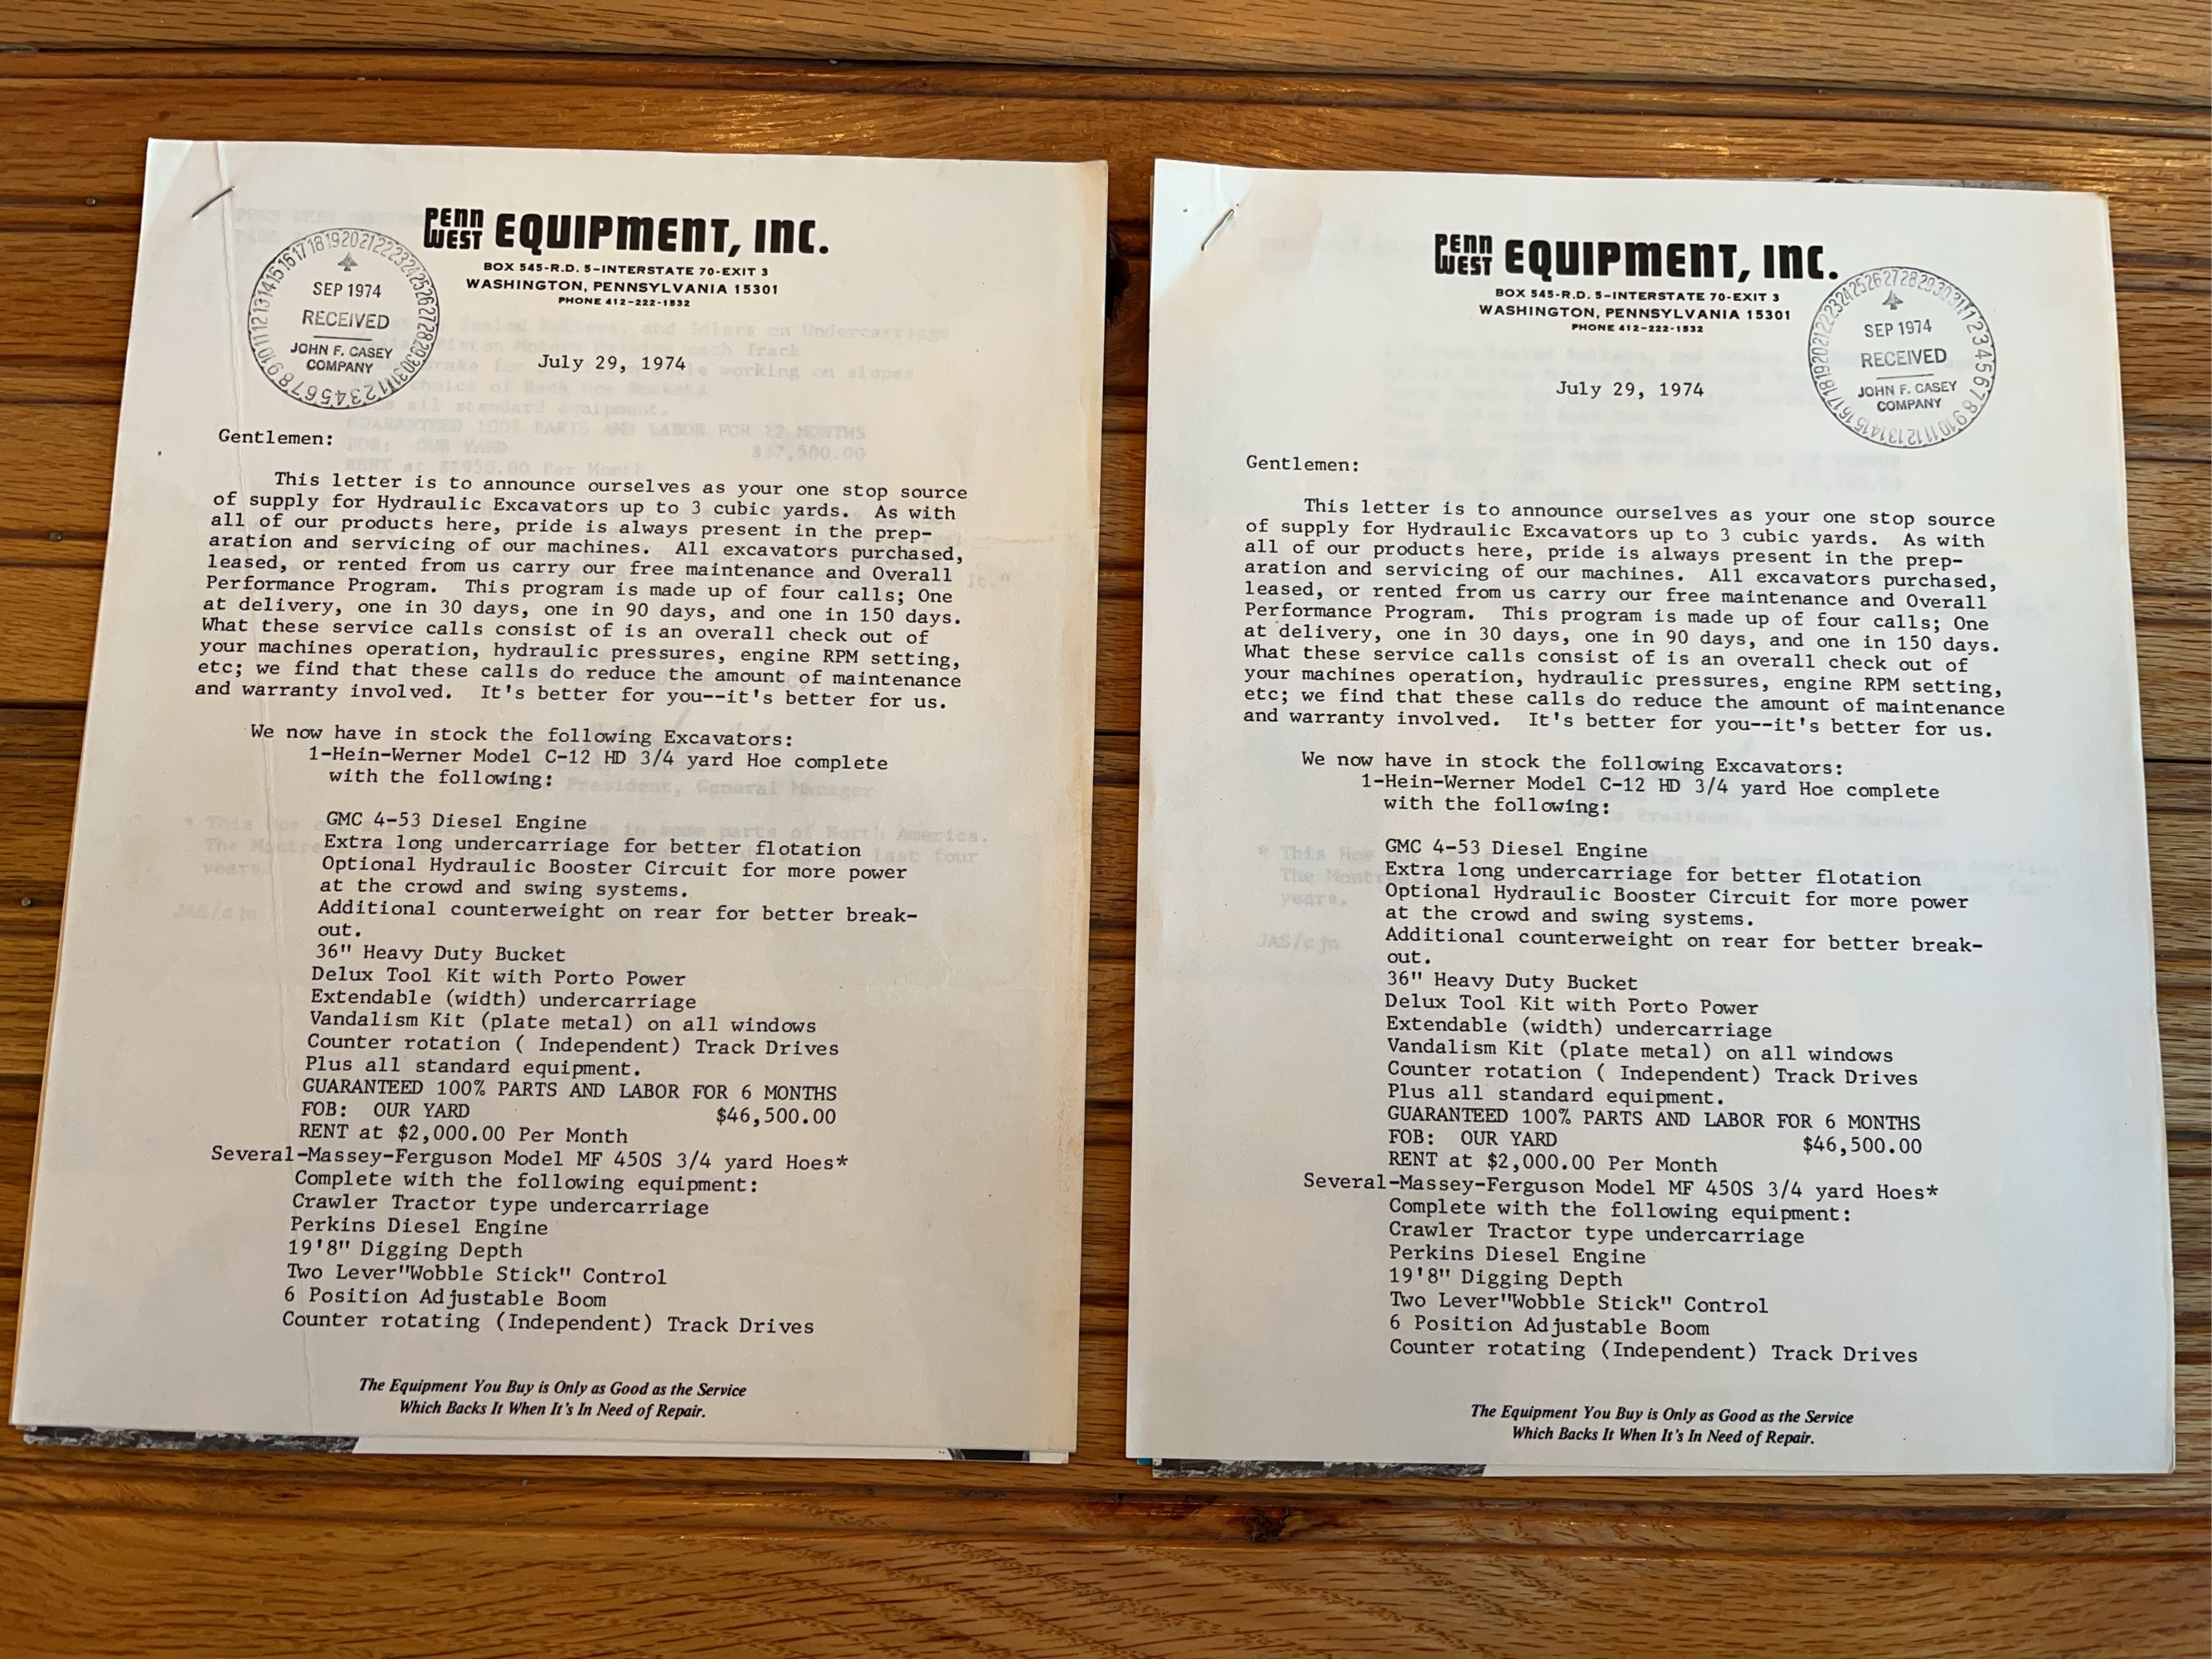 PENN WEST EQUIPMENT, INC.
BOX 545-R.D. 5-INTERSTATE 70-EXIT 3
WASHINGTON, PENNSYLVANIA 15301
PHONE 412-222-1532
SEP 1974
RECEIVED
JOHN F. CASEY
COMPANY
July 29, 1974
Gentlemen:
This letter is to announce ourselves as your one stop source
of supply for Hydraulic Excavators up to 3 cubic yards. As with
all of our products here, pride is always present in the prep-
aration and servicing of our machines. All excavators purchased,
leased, or rented from us carry our free maintenance and Overall
Performance Program. This program is made up of four calls; One
at delivery, one in 30 days, one in 90 days, and one in 150 days.
What these service calls consist of is an overall check out of
your machines operation, hydraulic pressures, engine RPM setting,
etc; we find that these calls do reduce the amount of maintenance
and warranty involved. It's better for you--it's better for us.
We now have in stock the following Excavators:
1-Hein-Werner Model C-12 HD 3/4 yard Hoe complete
with the following:
GMC 4-53 Diesel Engine
Extra long undercarriage for better flotation
Optional Hydraulic Booster Circuit for more power
at the crowd and swing systems.
Additional counterweight on rear for better break-
out.
36" Heavy Duty Bucket
Delux Tool Kit with Porto Power
Extendable (width) undercarriage
Vandalism Kit (plate metal) on all windows
Counter rotation ( Independent) Track Drives
Plus all standard equipment.
GUARANTEED 100% PARTS AND LABOR FOR 6 MONTHS
FOB: OUR YARD $46,500.00
RENT at $2,000.00 Per Month
Several-Massey-Ferguson Model MF 450S 3/4 yard Hoes*
Complete with the following equipment:
Crawler Tractor type undercarriage
Perkins Diesel Engine
19'8" Digging Depth
Two Lever"Wobble Stick" Control
6 Position Adjustable Boom
Counter rotating (Independent) Track Drives
The Equipment You Buy is Only as Good as the Service
Which Backs It When It's In Need of Repair.
PENN WEST EQUIPMENT, INC.
BOX 545-R.D. 5-INTERSTATE 70-EXIT 3
WASHINGTON, PENNSYLVANIA 15301
PHONE 412-222-1532
SEP 1974
RECEIVED
JOHN F. CASEY
COMPANY
July 29, 1974
Gentlemen:
This letter is to announce ourselves as your one stop source
of supply for Hydraulic Excavators up to 3 cubic yards. As with
all of our products here, pride is always present in the prep-
aration and servicing of our machines. All excavators purchased,
leased, or rented from us carry our free maintenance and Overall
Performance Program. This program is made up of four calls; One
at delivery, one in 30 days, one in 90 days, and one in 150 days.
What these service calls consist of is an overall check out of
your machines operation, hydraulic pressures, engine RPM setting,
etc; we find that these calls do reduce the amount of maintenance
and warranty involved. It's better for you--it's better for us.
We now have in stock the following Excavators:
1-Hein-Werner Model C-12 HD 3/4 yard Hoe complete
with the following:
GMC 4-53 Diesel Engine
Extra long undercarriage for better flotation
Optional Hydraulic Booster Circuit for more power
at the crowd and swing systems.
Additional counterweight on rear for better break-
out.
36" Heavy Duty Bucket
Delux Tool Kit with Porto Power
Extendable (width) undercarriage
Vandalism Kit (plate metal) on all windows
Counter rotation ( Independent) Track Drives
Plus all standard equipment.
GUARANTEED 100% PARTS AND LABOR FOR 6 MONTHS
FOB: OUR YARD $46,500.00
RENT at $2,000.00 Per Month
Several-Massey-Ferguson Model MF 450S 3/4 yard Hoes*
Complete with the following equipment:
Crawler Tractor type undercarriage
Perkins Diesel Engine
19'8" Digging Depth
Two Lever"Wobble Stick" Control
6 Position Adjustable Boom
Counter rotating (Independent) Track Drives
The Equipment You Buy is Only as Good as the Service
Which Backs It When It's In Need of Repair.